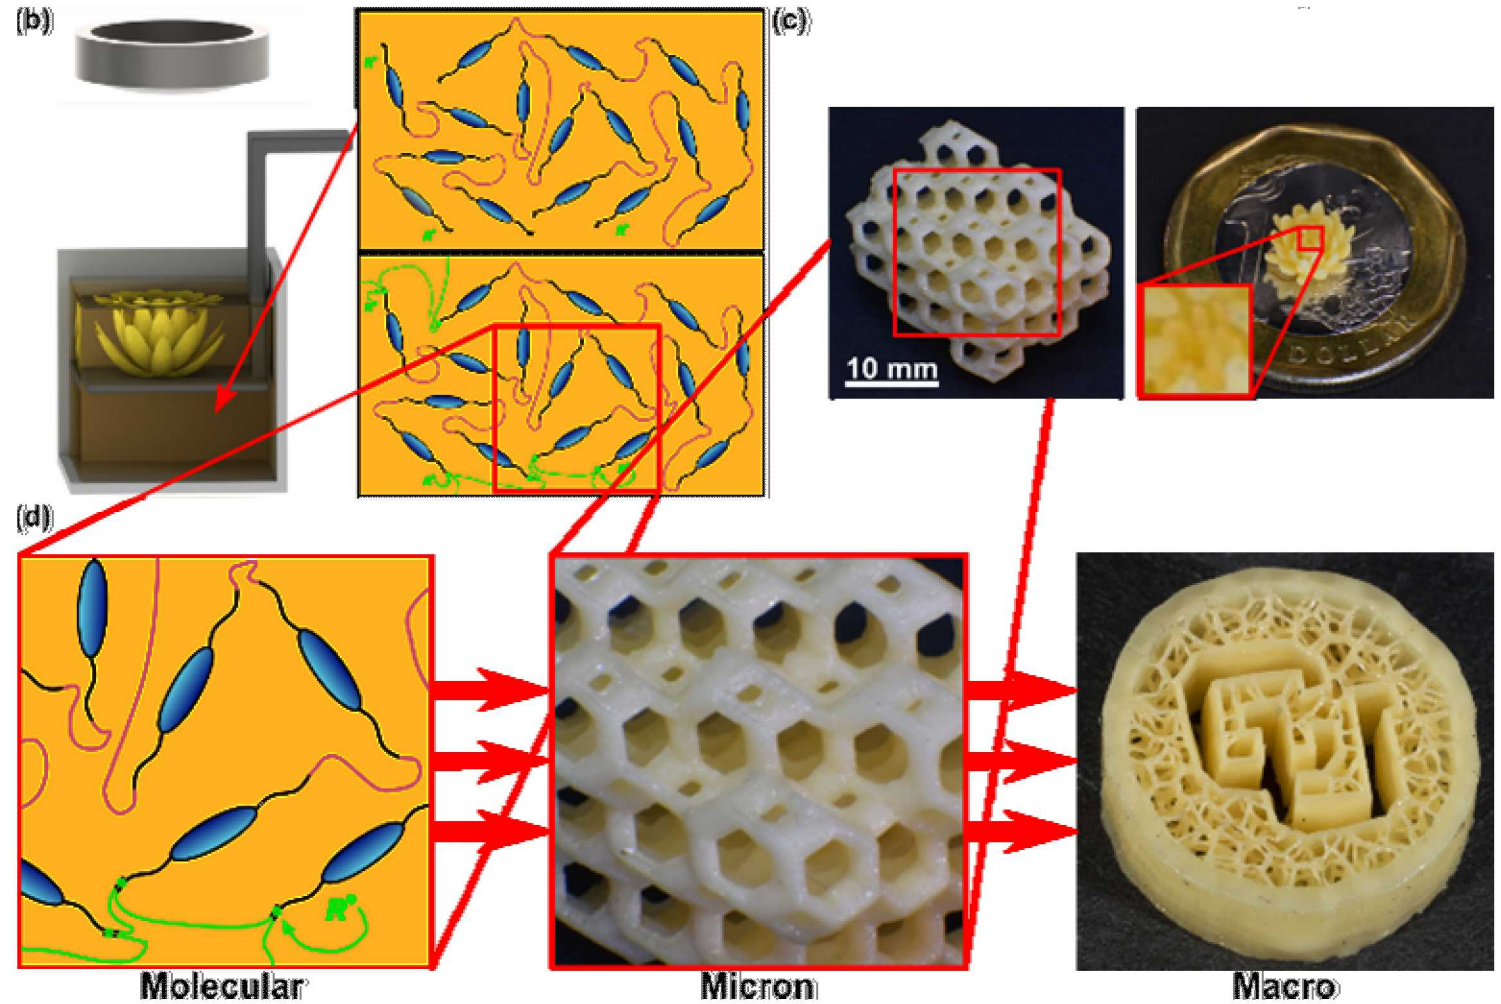 (b)
(c)
R•
R•
R•
10 mm
DOLLAR
(d)
R•
Molecular
Micron
Macro